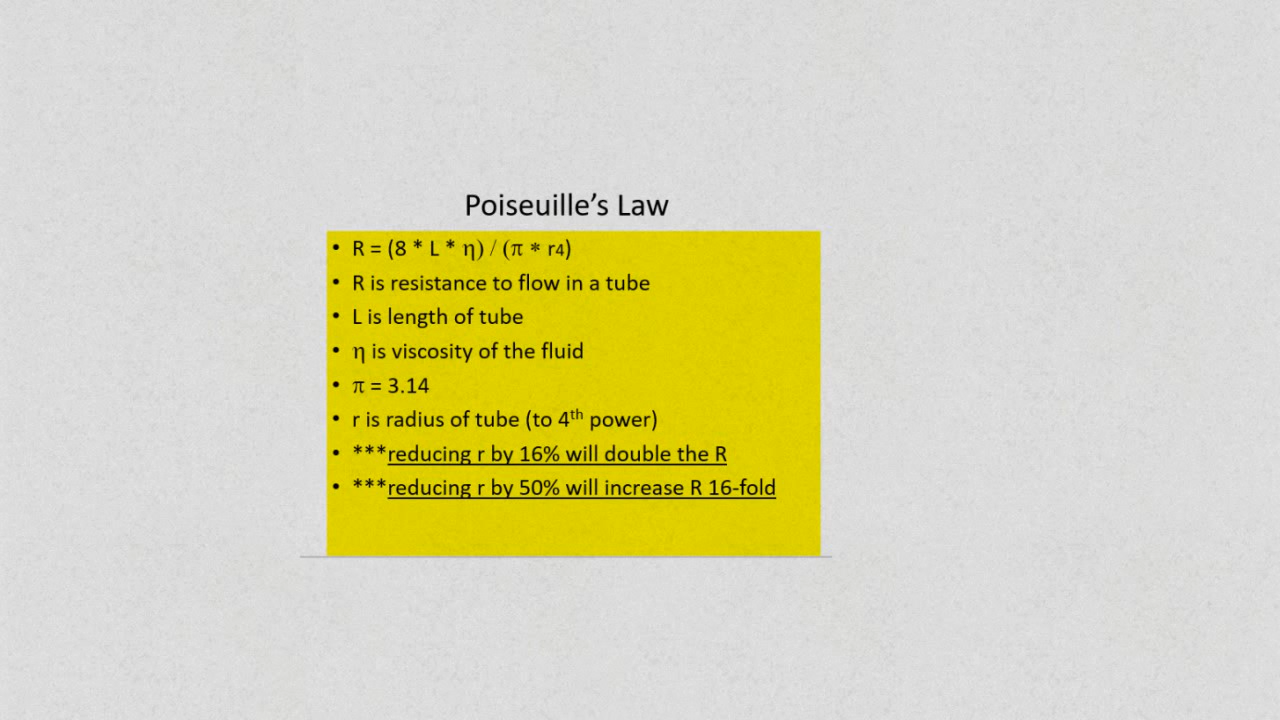 Poiseuille’s Law
• R = (8 * L * η) / (π * r4)
• R is resistance to flow in a tube
• L is length of tube
• η is viscosity of the fluid
• π = 3.14
• r is radius of tube (to 4th power)
• ***reducing r by 16% will double the R
• ***reducing r by 50% will increase R 16-fold